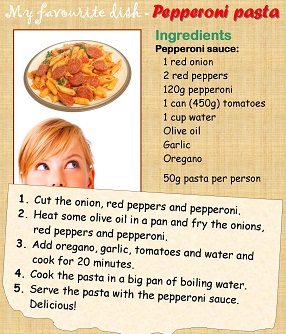 My favourite dish - Pepperoni pasta
Ingredients
Pepperoni sauce:
1 red onion
2 red peppers
120g pepperoni
1 can (450g) tomatoes
1 cup water
Olive oil
Garlic
Oregano
50g pasta per person
1. Cut the onion, red peppers and pepperoni.
2. Heat some olive oil in a pan and fry the onions,
red peppers and pepperoni.
3. Add oregano, garlic, tomatoes and water and
cook for 20 minutes.
4. Cook the pasta in a big pan of boiling water.
5. Serve the pasta with the pepperoni sauce.
Delicious!